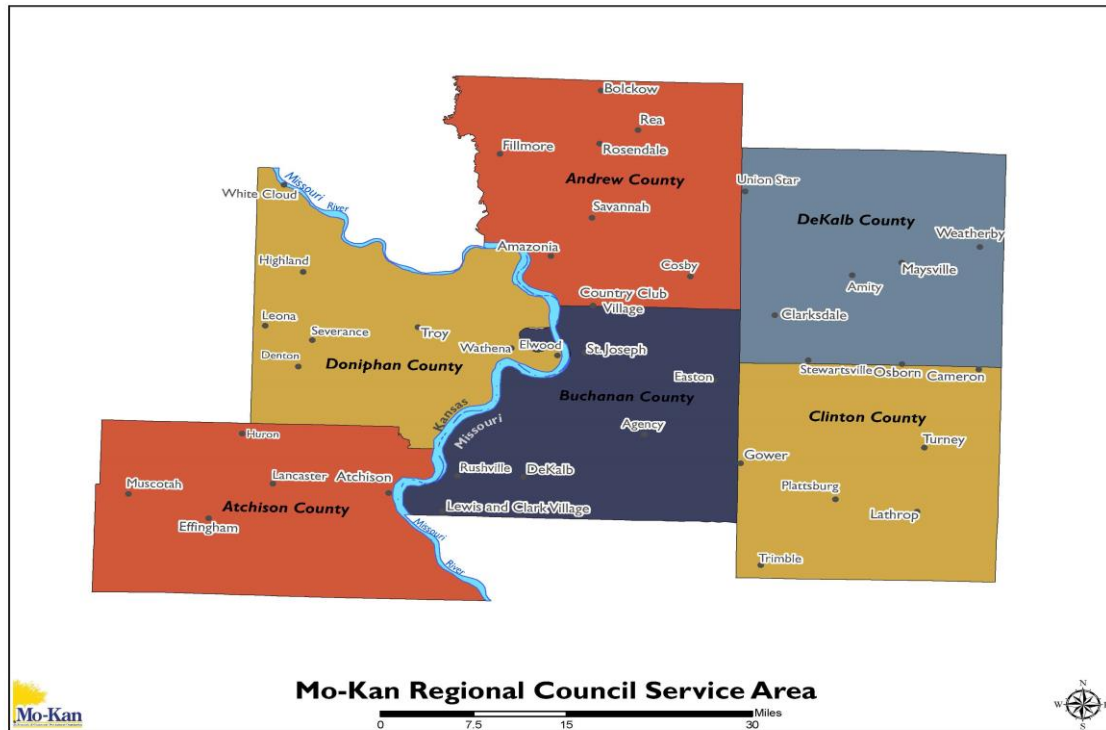 Bolckow
Rea
Fillmore
Rosendale
Andrew County
Union Star
Missouri
River
White Cloud
Savannah
DeKalb County
Weatherby
Amazonia
Highland
Cosby
Maysville
Amity
Country Club
Village
Clarksdale
Leona
Severance
Troy
Wathena
Elwood
St. Joseph
Denton
Doniphan County
Stewartsville
Osborn
Cameron
Easton
Buchanan County
Kansas
Missouri
Clinton County
Agency
Huron
Turney
Gower
Rushville
DeKalb
Lancaster
Atchison
Muscotah
Plattsburg
Atchison County
Lewis and Clark Village
Lathrop
Effingham
Missouri
River
Trimble
Mo-Kan Regional Council Service Area
Miles
0 7.5 15 30
Mo-Kan
N
W E
S